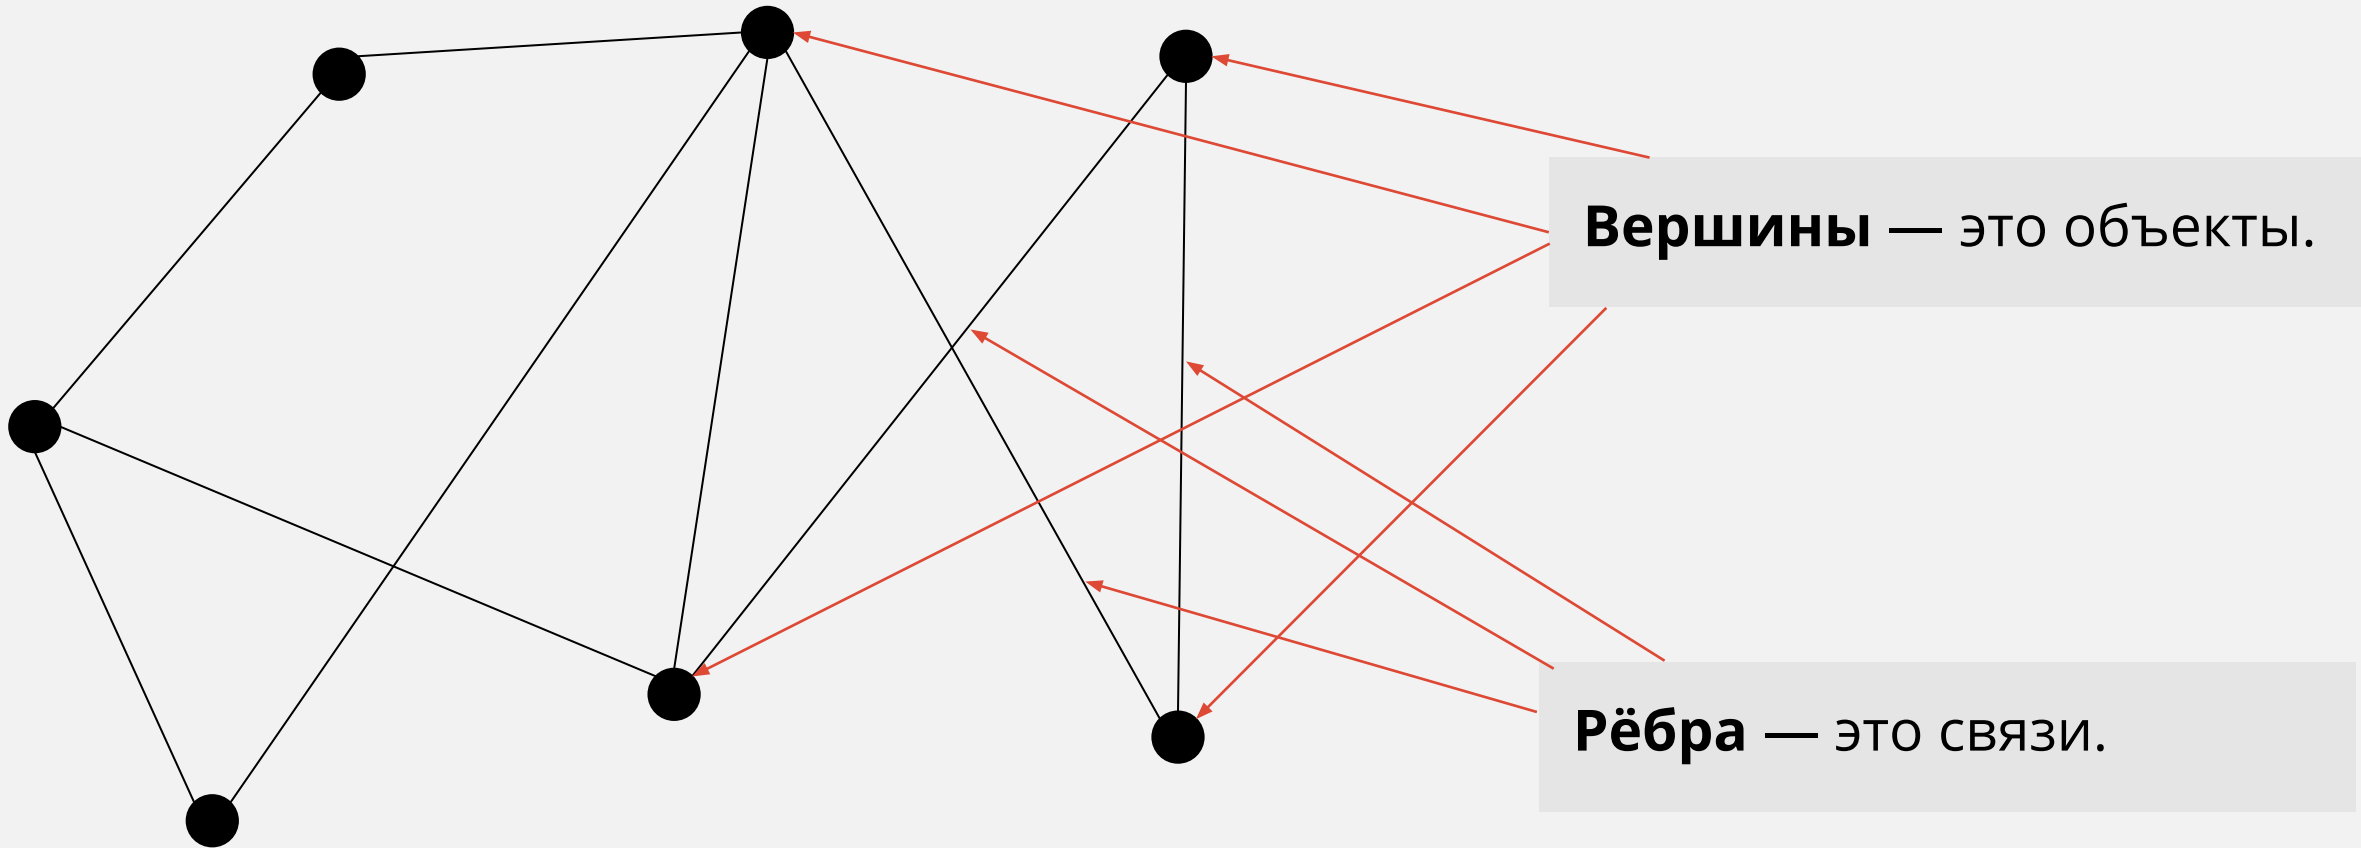 Вершины — это объекты.
Рёбра — это связи.